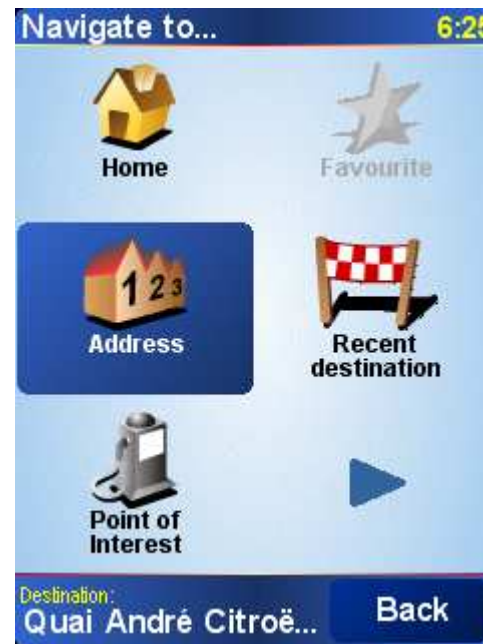 Navigate to...
6:25
Home
Favourite
1 2 3
Address
Recent
destination
Point of
Interest
Destination:
Quai André Citroë...
Back